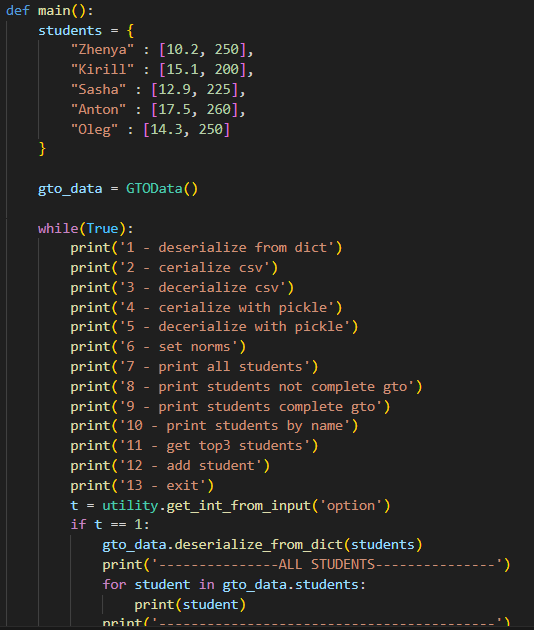 def main():
    students = {
        "Zhenya" : [10.2, 250],
        "Kirill" : [15.1, 200],
        "Sasha" : [12.9, 225],
        "Anton" : [17.5, 260],
        "Oleg" : [14.3, 250]
    }
    gto_data = GTOData()
    while(True):
        print('1 - deserialize from dict')
        print('2 - cerialize csv')
        print('3 - decerialize csv')
        print('4 - cerialize with pickle')
        print('5 - decerialize with pickle')
        print('6 - set norms')
        print('7 - print all students')
        print('8 - print students not complete gto')
        print('9 - print students complete gto')
        print('10 - print students by name')
        print('11 - get top3 students')
        print('12 - add student')
        print('13 - exit')
        t = utility.get_int_from_input('option')
        if t == 1:
            gto_data.deserialize_from_dict(students)
            print('---------------ALL STUDENTS---------------')
            for student in gto_data.students:
                print(student)
            print('------------------------------------------')